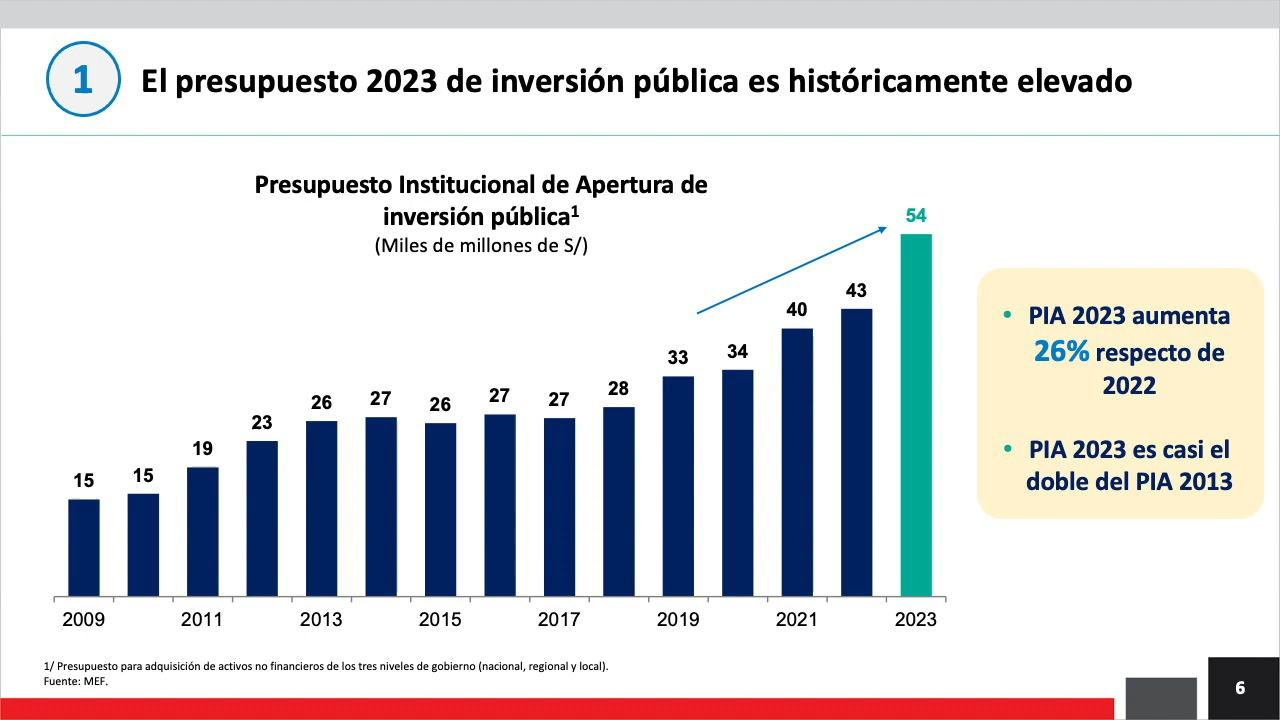 1
El presupuesto 2023 de inversión pública es históricamente elevado
Presupuesto Institucional de Apertura de
inversión pública¹
(Miles de millones de S/)
15
15
19
23
26
27
26
27
27
28
33
34
40
43
54
2009
2011
2013
2015
2017
2019
2021
2023
• PIA 2023 aumenta
26% respecto de
2022
• PIA 2023 es casi el
doble del PIA 2013
1/ Presupuesto para adquisición de activos no financieros de los tres niveles de gobierno (nacional, regional y local).
Fuente: MEF.
6